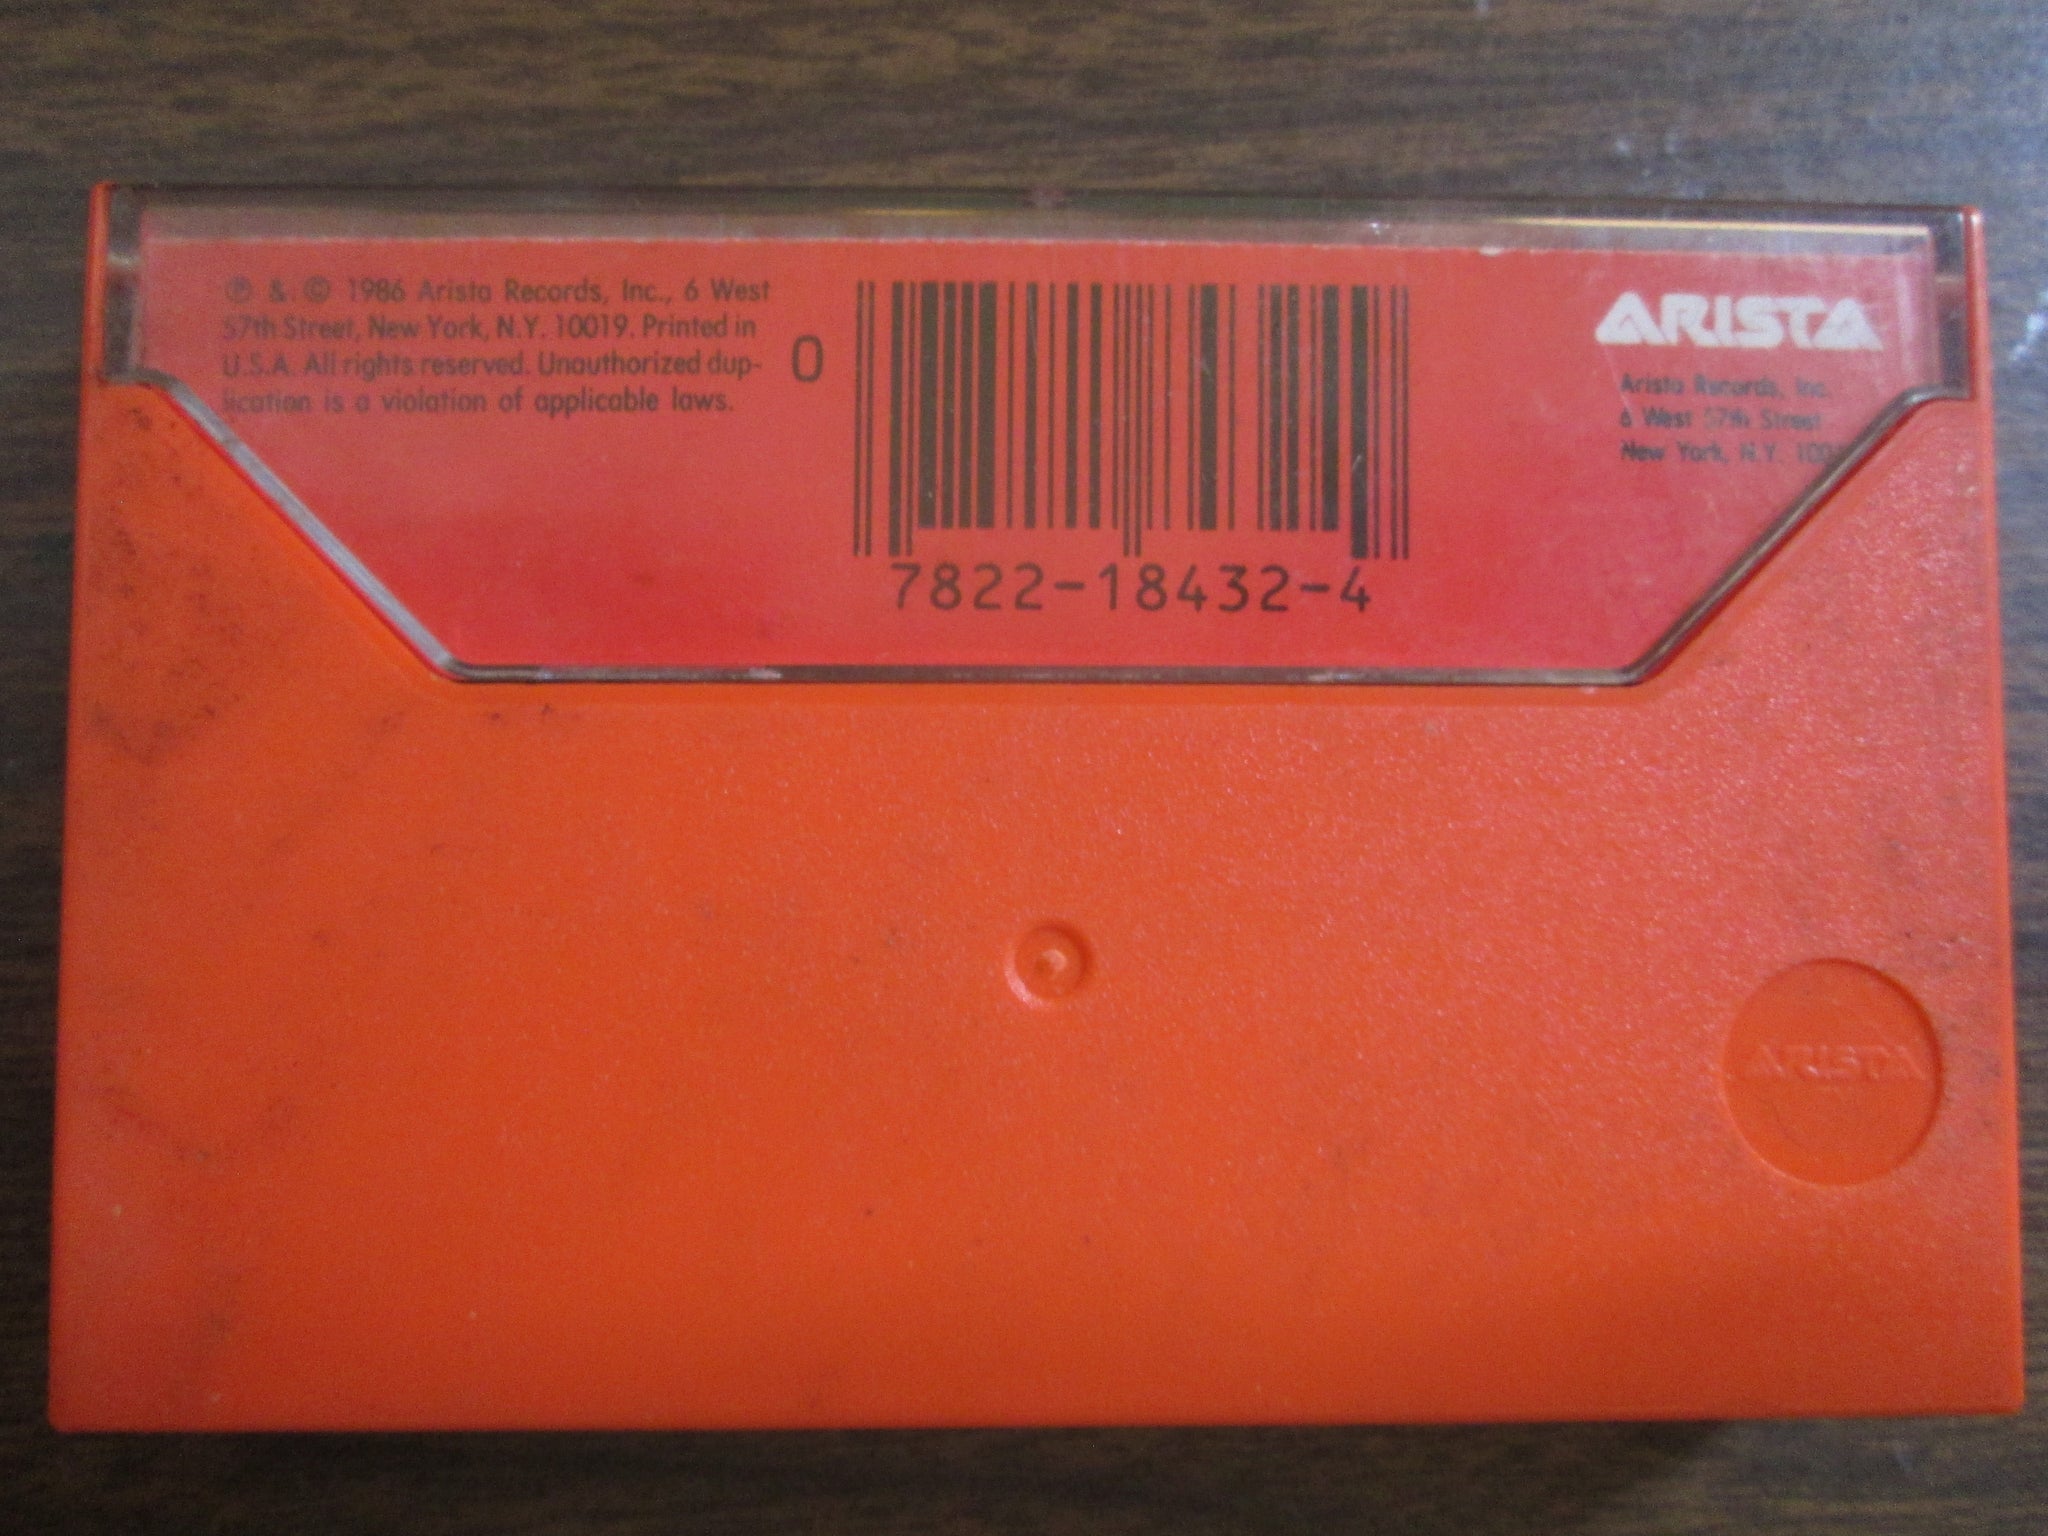 ℗ & © 1986 Arista Records, Inc., 6 West
57th Street, New York, N.Y. 10019. Printed in
U.S.A. All rights reserved. Unauthorized dup-
lication is a violation of applicable laws.
0
7822-18432-4
ARISTA
Arista Records, Inc.
6 West 57th Street
New York, N.Y.
ARISTA